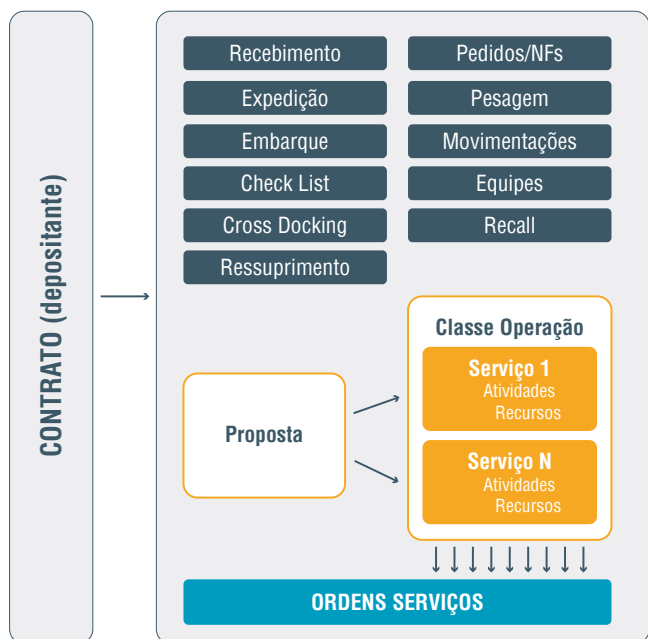 CONTRATO (depositante)
Recebimento
Pedidos/NFs
Expedição
Pesagem
Embarque
Movimentações
Check List
Equipes
Cross Docking
Recall
Ressuprimento
Classe Operação
Serviço 1
Atividades
Recursos
Proposta
Serviço N
Atividades
Recursos
ORDENS SERVIÇOS